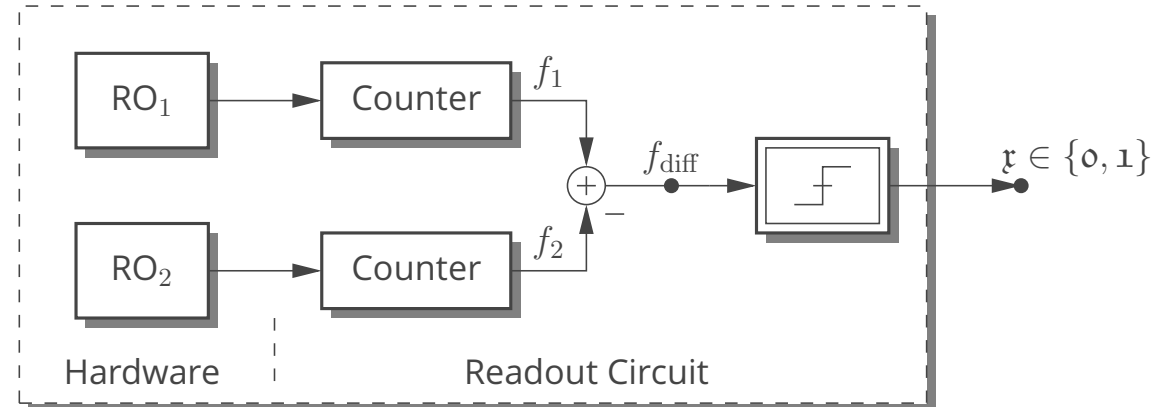 RO₁
Counter
f₁
f_diff
𝔵 ∈ {0, 1}
+
−
RO₂
Counter
f₂
Hardware
Readout Circuit